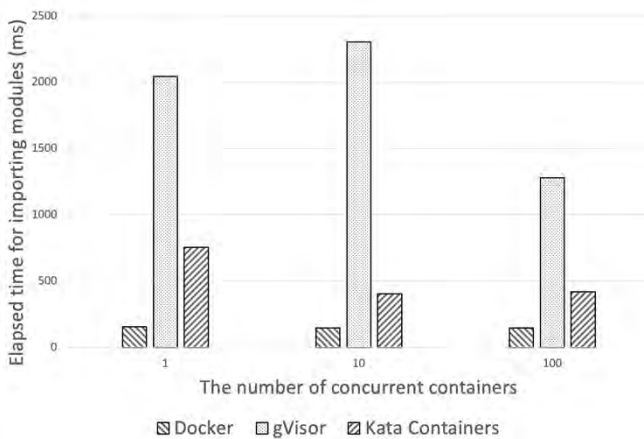 Elapsed time for importing modules (ms)
2500
2000
1500
1000
500
0
1 10 100
The number of concurrent containers
Docker gVisor Kata Containers